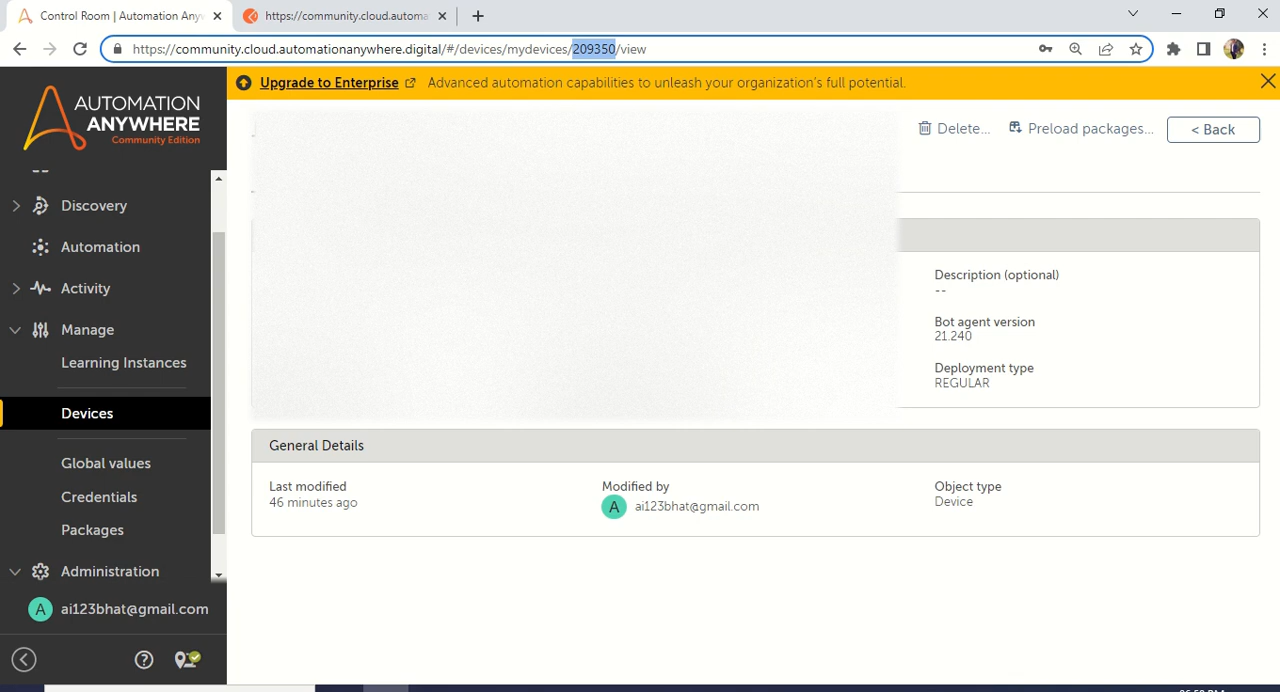 Control Room | Automation Any
https://community.cloud.automa
https://community.cloud.automationanywhere.digital/#/devices/mydevices/209350/view
AUTOMATION
ANYWHERE
Community Edition
Upgrade to Enterprise Advanced automation capabilities to unleash your organization's full potential.
Delete...
Preload packages...
< Back
Discovery
Automation
Activity
Manage
Learning Instances
Devices
Global values
Credentials
Packages
Administration
A ai123bhat@gmail.com
Description (optional)
--
Bot agent version
21.240
Deployment type
REGULAR
General Details
Last modified
46 minutes ago
Modified by
A ai123bhat@gmail.com
Object type
Device